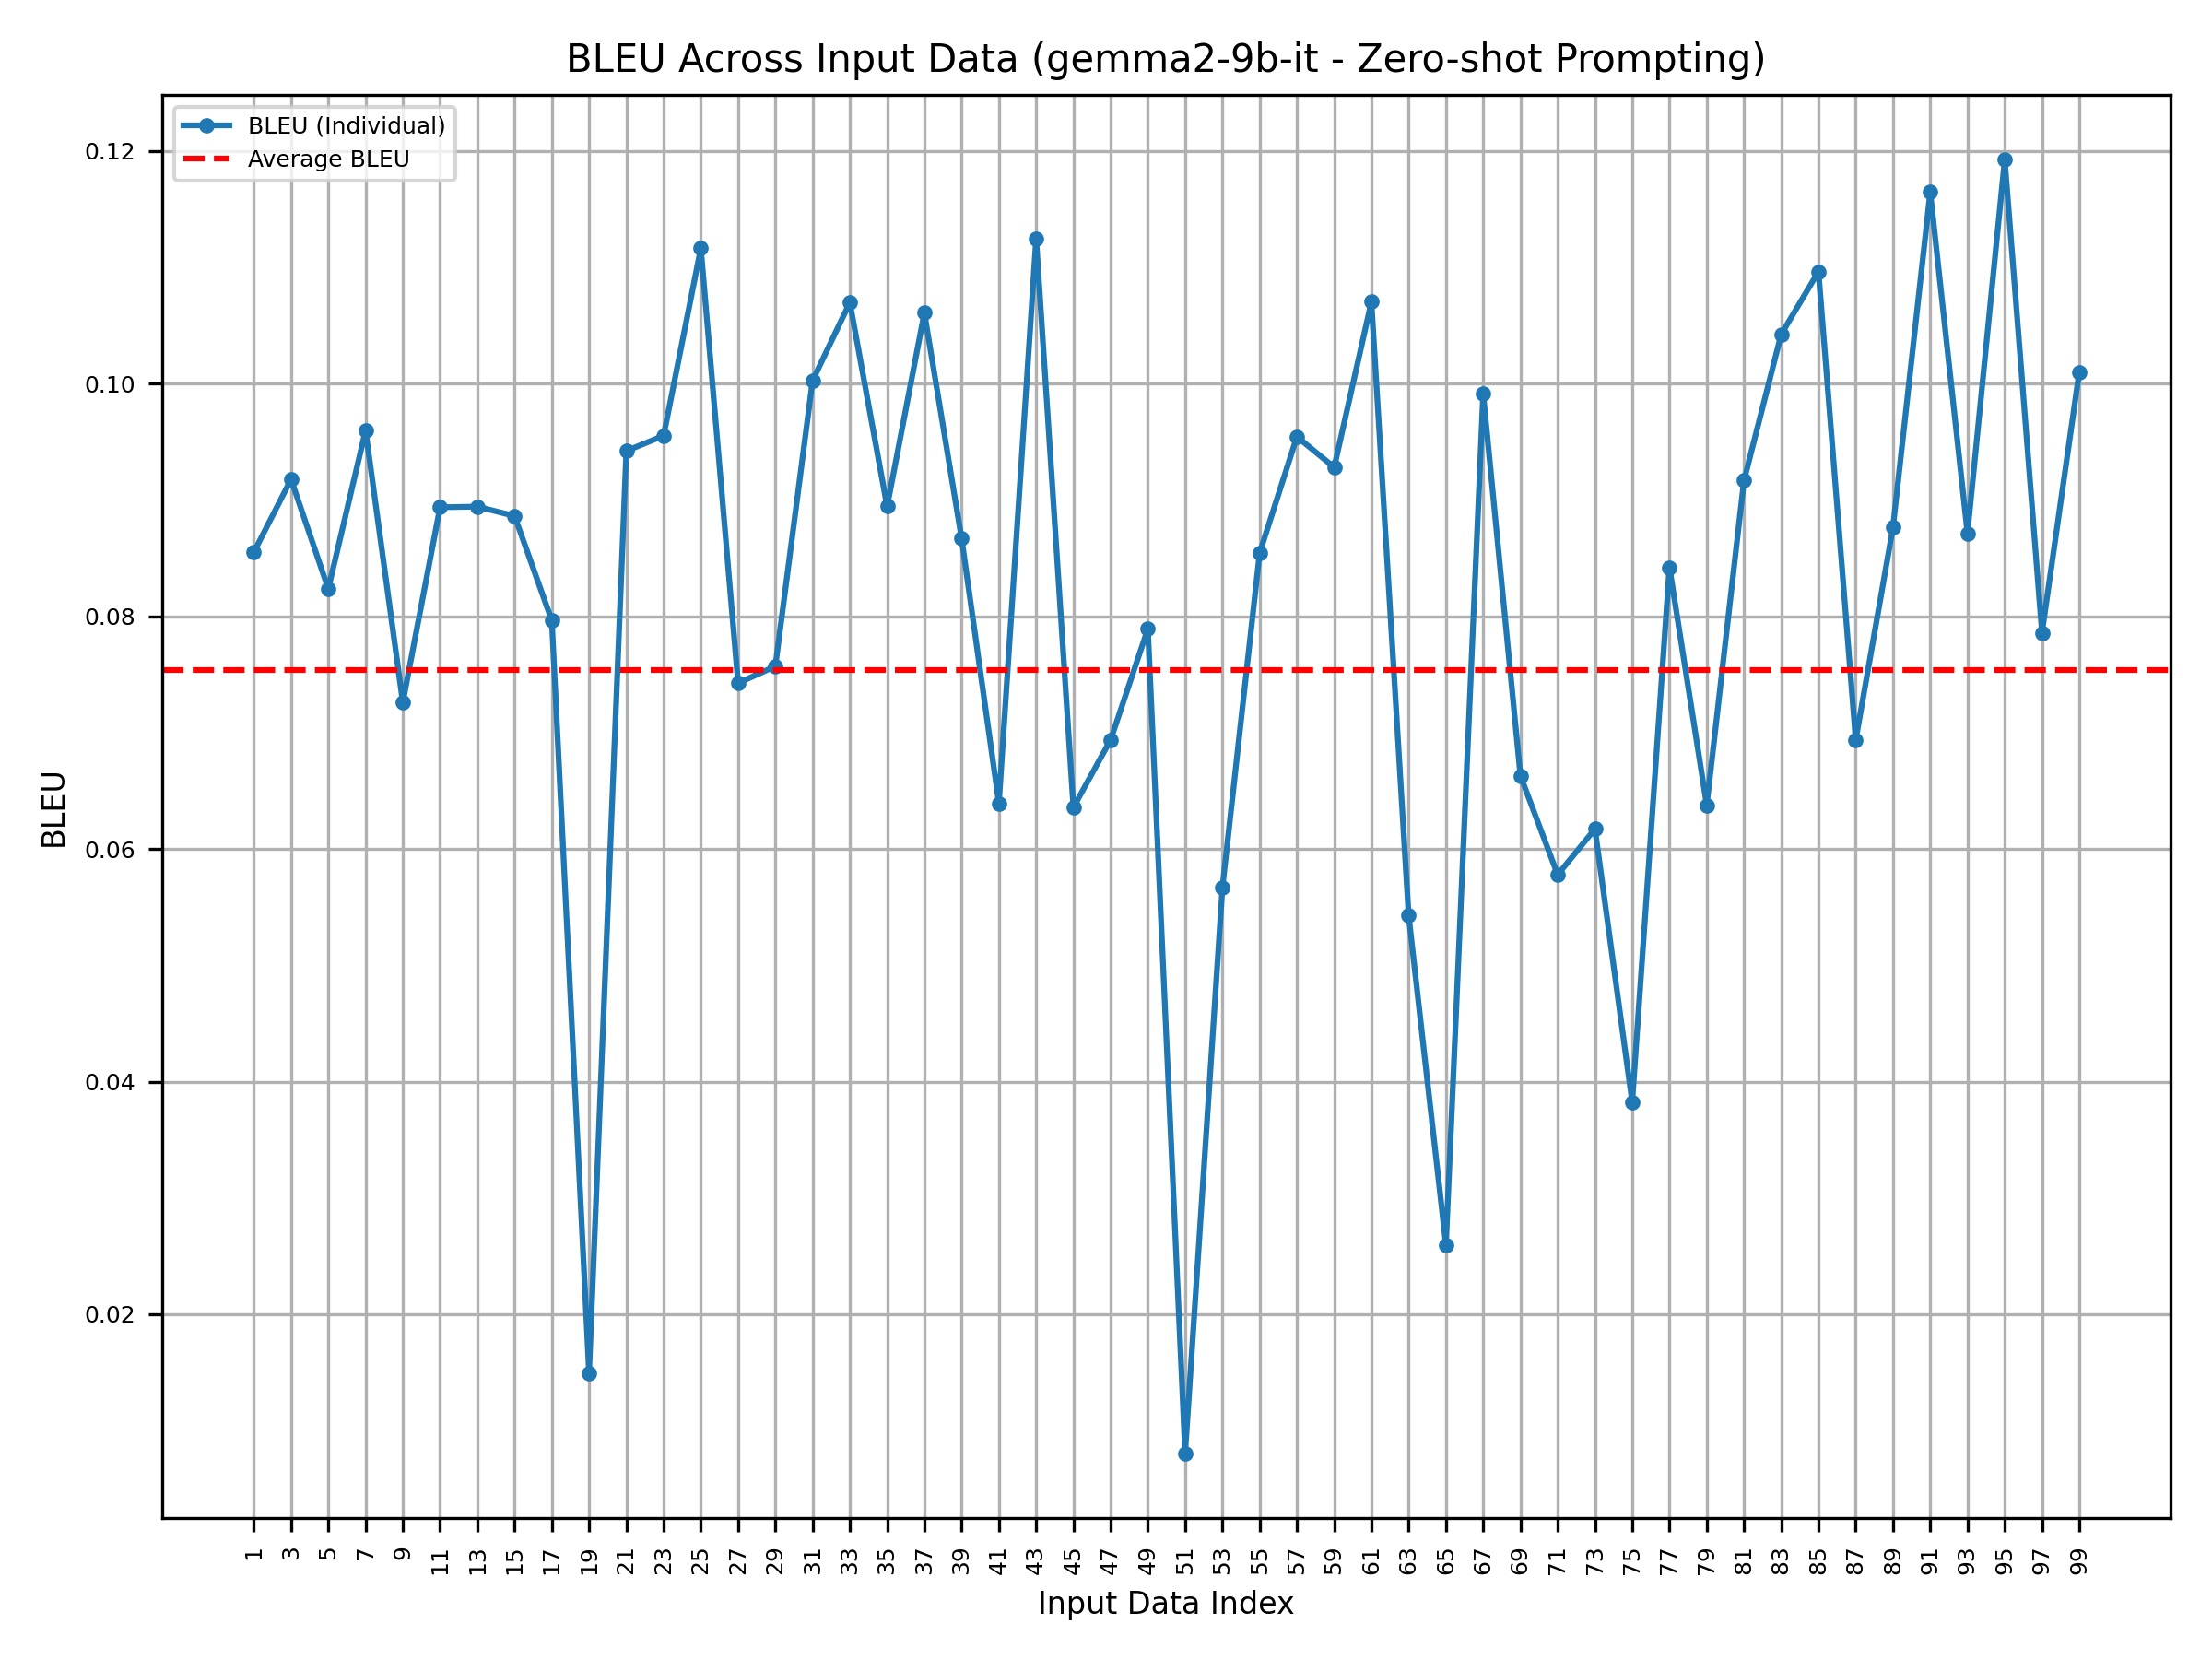 BLEU Across Input Data (gemma2-9b-it - Zero-shot Prompting)
BLEU (Individual)
Average BLEU
0.12
0.10
0.08
0.06
0.04
0.02
BLEU
1 3 5 7 9 11 13 15 17 19 21 23 25 27 29 31 33 35 37 39 41 43 45 47 49 51 53 55 57 59 61 63 65 67 69 71 73 75 77 79 81 83 85 87 89 91 93 95 97 99
Input Data Index